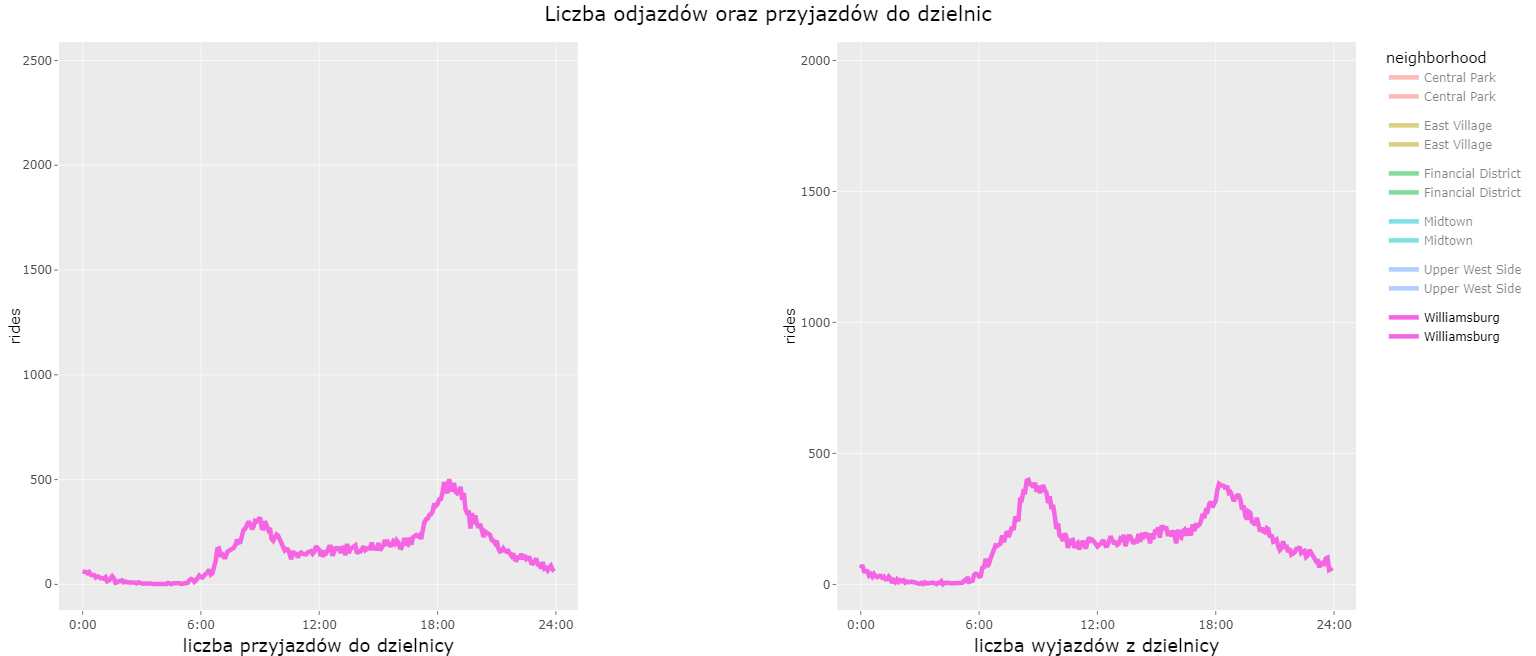 Liczba odjazdów oraz przyjazdów do dzielnic
2500
2000
1500
1000
500
0
rides
0:00 6:00 12:00 18:00 24:00
liczba przyjazdów do dzielnicy
2000
1500
1000
500
0
rides
0:00 6:00 12:00 18:00 24:00
liczba wyjazdów z dzielnicy
neighborhood
Central Park
Central Park
East Village
East Village
Financial District
Financial District
Midtown
Midtown
Upper West Side
Upper West Side
Williamsburg
Williamsburg